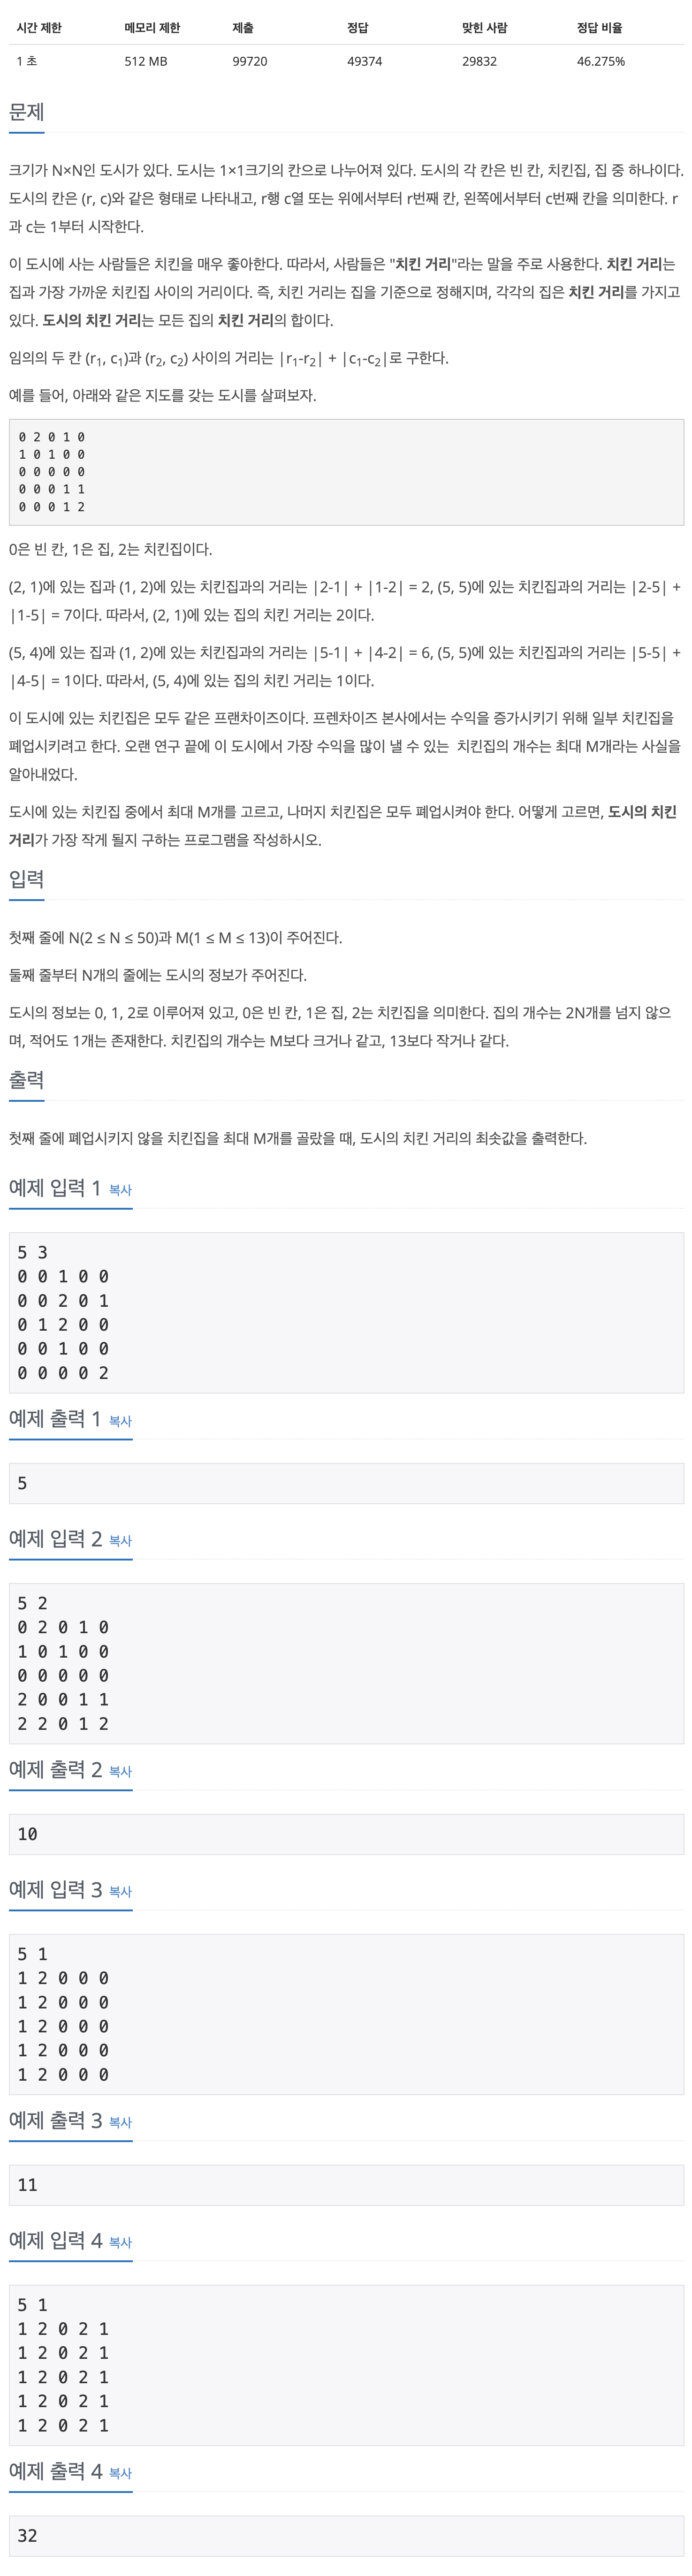 시간 제한 메모리 제한 제출 정답 맞힌 사람 정답 비율
1 초 512 MB 99720 49374 29832 46.275%
문제
크기가 N×N인 도시가 있다. 도시는 1×1크기의 칸으로 나누어져 있다. 도시의 각 칸은 빈 칸, 치킨집, 집 중 하나이다.
도시의 칸은 (r, c)와 같은 형태로 나타내고, r행 c열 또는 위에서부터 r번째 칸, 왼쪽에서부터 c번째 칸을 의미한다. r
과 c는 1부터 시작한다.
이 도시에 사는 사람들은 치킨을 매우 좋아한다. 따라서, 사람들은 "치킨 거리"라는 말을 주로 사용한다. 치킨 거리는
집과 가장 가까운 치킨집 사이의 거리이다. 즉, 치킨 거리는 집을 기준으로 정해지며, 각각의 집은 치킨 거리를 가지고
있다. 도시의 치킨 거리는 모든 집의 치킨 거리의 합이다.
임의의 두 칸 (r1, c1)과 (r2, c2) 사이의 거리는 |r1-r2| + |c1-c2|로 구한다.
예를 들어, 아래와 같은 지도를 갖는 도시를 살펴보자.
0 2 0 1 0
1 0 1 0 0
0 0 0 0 0
0 0 0 1 1
0 0 0 1 2
0은 빈 칸, 1은 집, 2는 치킨집이다.
(2, 1)에 있는 집과 (1, 2)에 있는 치킨집과의 거리는 |2-1| + |1-2| = 2, (5, 5)에 있는 치킨집과의 거리는 |2-5| +
|1-5| = 7이다. 따라서, (2, 1)에 있는 집의 치킨 거리는 2이다.
(5, 4)에 있는 집과 (1, 2)에 있는 치킨집과의 거리는 |5-1| + |4-2| = 6, (5, 5)에 있는 치킨집과의 거리는 |5-5| +
|4-5| = 1이다. 따라서, (5, 4)에 있는 집의 치킨 거리는 1이다.
이 도시에 있는 치킨집은 모두 같은 프랜차이즈이다. 프렌차이즈 본사에서는 수익을 증가시키기 위해 일부 치킨집을
폐업시키려고 한다. 오랜 연구 끝에 이 도시에서 가장 수익을 많이 낼 수 있는 치킨집의 개수는 최대 M개라는 사실을
알아내었다.
도시에 있는 치킨집 중에서 최대 M개를 고르고, 나머지 치킨집은 모두 폐업시켜야 한다. 어떻게 고르면, 도시의 치킨
거리가 가장 작게 될지 구하는 프로그램을 작성하시오.
입력
첫째 줄에 N(2 ≤ N ≤ 50)과 M(1 ≤ M ≤ 13)이 주어진다.
둘째 줄부터 N개의 줄에는 도시의 정보가 주어진다.
도시의 정보는 0, 1, 2로 이루어져 있고, 0은 빈 칸, 1은 집, 2는 치킨집을 의미한다. 집의 개수는 2N개를 넘지 않으
며, 적어도 1개는 존재한다. 치킨집의 개수는 M보다 크거나 같고, 13보다 작거나 같다.
출력
첫째 줄에 폐업시키지 않을 치킨집을 최대 M개를 골랐을 때, 도시의 치킨 거리의 최솟값을 출력한다.
예제 입력 1 복사
5 3
0 0 1 0 0
0 0 2 0 1
0 1 2 0 0
0 0 1 0 0
0 0 0 0 2
예제 출력 1 복사
5
예제 입력 2 복사
5 2
0 2 0 1 0
1 0 1 0 0
0 0 0 0 0
2 0 0 1 1
2 2 0 1 2
예제 출력 2 복사
10
예제 입력 3 복사
5 1
1 2 0 0 0
1 2 0 0 0
1 2 0 0 0
1 2 0 0 0
1 2 0 0 0
예제 출력 3 복사
11
예제 입력 4 복사
5 1
1 2 0 2 1
1 2 0 2 1
1 2 0 2 1
1 2 0 2 1
1 2 0 2 1
예제 출력 4 복사
32